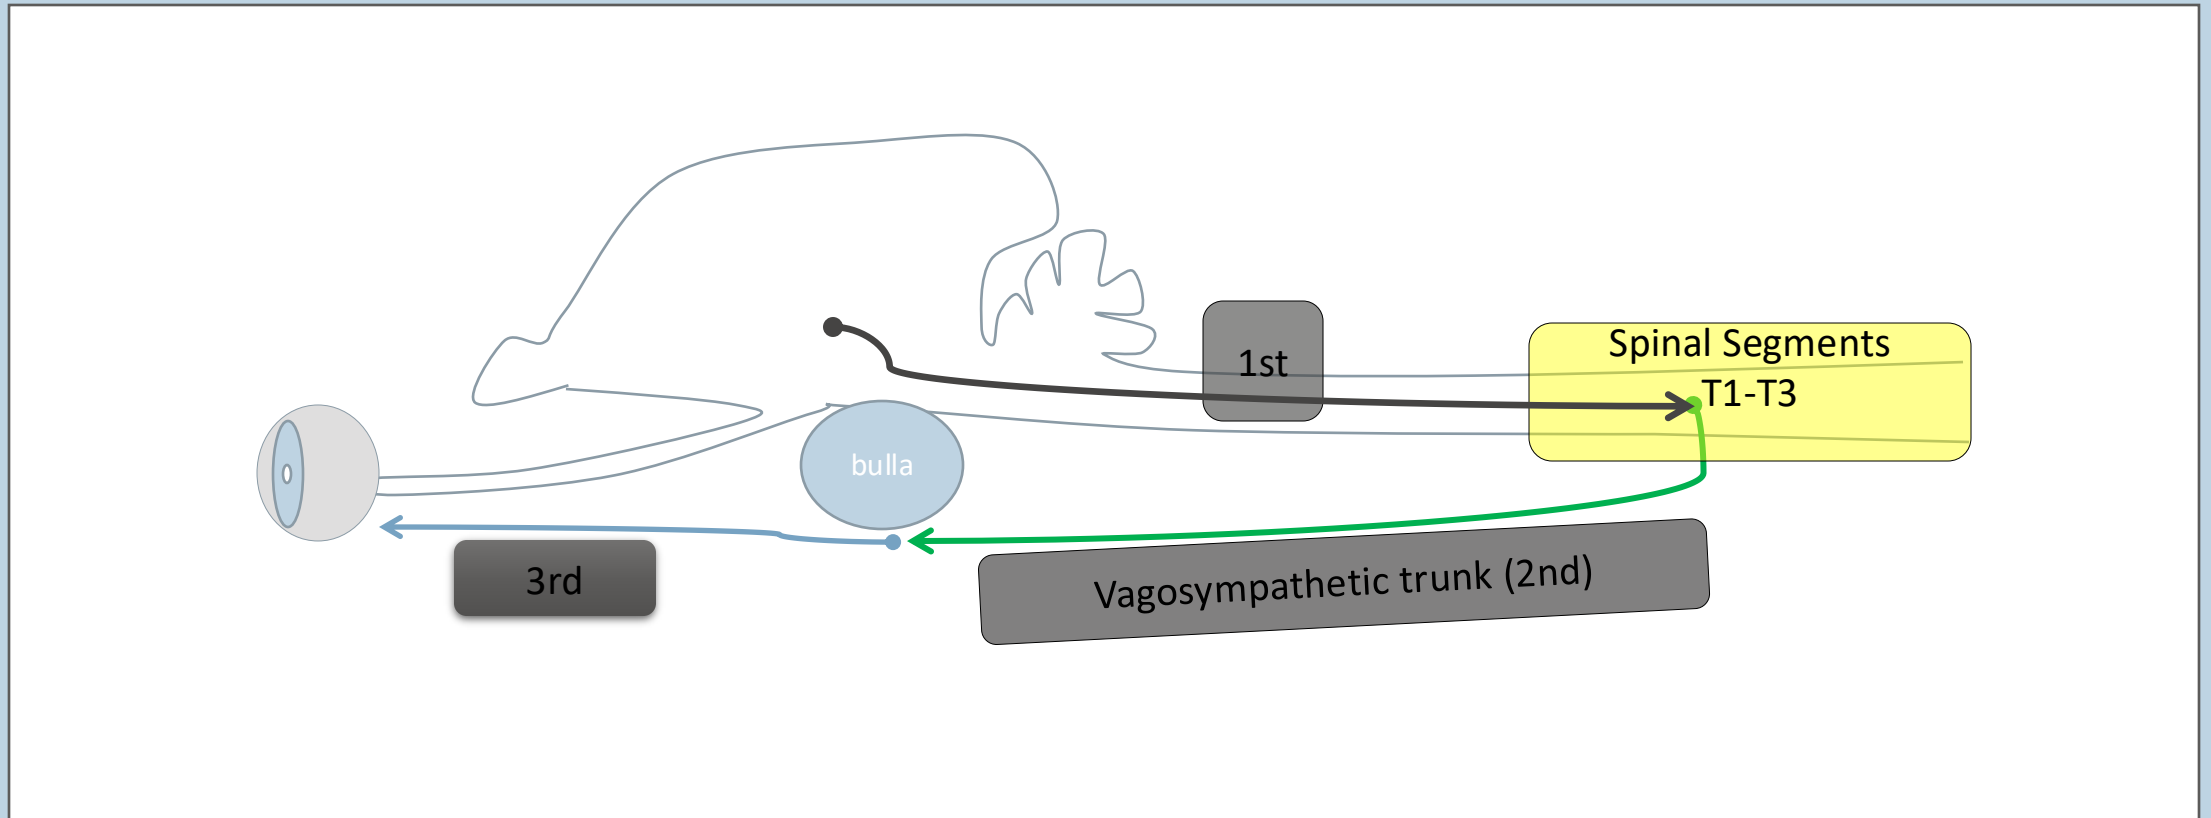 1st
Spinal Segments
T1-T3
bulla
3rd
Vagosympathetic trunk (2nd)